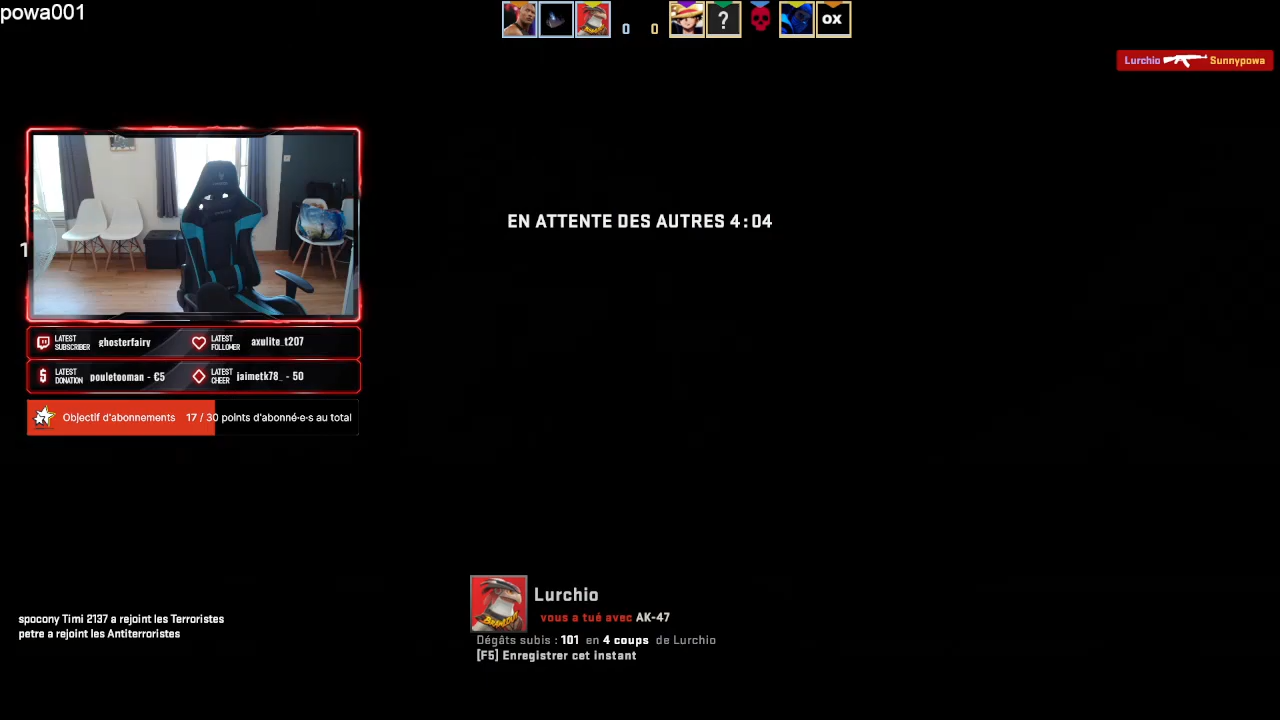 powa001
0 0
?
OX
Lurchio Sunnypowa
EN ATTENTE DES AUTRES 4:04
1
LATEST SUBSCRIBER ghosterfairy
LATEST FOLLOWER axulite_t207
LATEST DONATION pouletooman - €5
LATEST CHEER jaimetk78_ - 50
Objectif d'abonnements 17 / 30 points d'abonné·e·s au total
Lurchio
vous a tué avec AK-47
Dégâts subis : 101 en 4 coups de Lurchio
[F5] Enregistrer cet instant
spocony Timi 2137 a rejoint les Terroristes
petre a rejoint les Antiterroristes